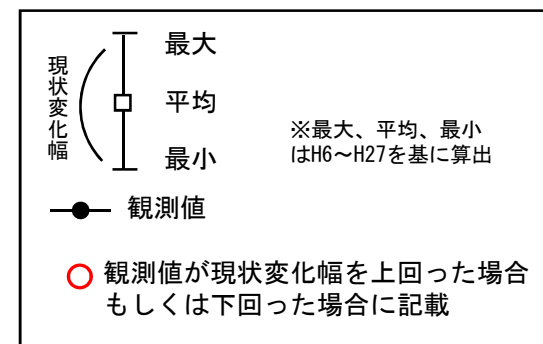 現状変化幅
最大
平均
最小
※最大、平均、最小
はH6～H27を基に算出
観測値
観測値が現状変化幅を上回った場合
もしくは下回った場合に記載